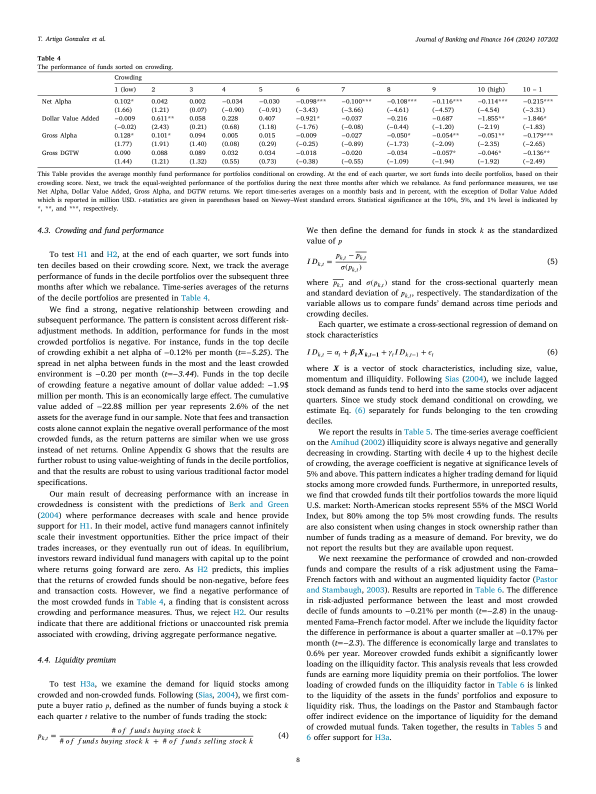 T. Artiga Gonzalez et al.
Journal of Banking and Finance 164 (2024) 107202
Table 4
The performance of funds sorted on crowding.
Crowding
1 (low) 2 3 4 5 6 7 8 9 10 (high) 10 – 1
Net Alpha 0.102* 0.042 0.002 −0.034 −0.030 −0.098*** −0.100*** −0.108*** −0.116*** −0.114*** −0.215***
(1.66) (1.21) (0.07) (−0.90) (−0.91) (−3.43) (−3.66) (−4.61) (−4.57) (−4.54) (−3.31)
Dollar Value Added −0.009 0.611** 0.058 0.228 0.407 −0.921* −0.037 −0.216 −0.687 −1.855** −1.846*
(−0.02) (2.43) (0.21) (0.68) (1.18) (−1.76) (−0.08) (−0.44) (−1.20) (−2.19) (−1.83)
Gross Alpha 0.128* 0.101* 0.094 0.005 0.015 −0.009 −0.027 −0.050* −0.054** −0.051** −0.179***
(1.77) (1.91) (1.40) (0.08) (0.29) (−0.25) (−0.89) (−1.73) (−2.09) (−2.35) (−2.65)
Gross DGTW 0.090 0.088 0.089 0.032 0.034 −0.018 −0.020 −0.034 −0.057* −0.046* −0.136**
(1.44) (1.21) (1.32) (0.55) (0.73) (−0.38) (−0.55) (−1.09) (−1.94) (−1.92) (−2.49)
This Table provides the average monthly fund performance for portfolios conditional on crowding. At the end of each quarter, we sort funds into decile portfolios, based on their
crowding score. Next, we track the equal-weighted performance of the portfolios during the next three months after which we rebalance. As fund performance measures, we use
Net Alpha, Dollar Value Added, Gross Alpha, and DGTW returns. We report time-series averages on a monthly basis and in percent, with the exception of Dollar Value Added
which is reported in million USD. t-statistics are given in parentheses based on Newey–West standard errors. Statistical significance at the 10%, 5%, and 1% level is indicated by
*, **, and ***, respectively.
4.3. Crowding and fund performance
To test H1 and H2, at the end of each quarter, we sort funds into
ten deciles based on their crowding score. Next, we track the average
performance of funds in the decile portfolios over the subsequent three
months after which we rebalance. Time-series averages of the returns
of the decile portfolios are presented in Table 4.
We find a strong, negative relationship between crowding and
subsequent performance. The pattern is consistent across different risk-
adjustment methods. In addition, performance for funds in the most
crowded portfolios is negative. For instance, funds in the top decile
of crowding exhibit a net alpha of −0.12% per month (t=−5.25). The
spread in net alpha between funds in the most and the least crowded
environment is −0.20 per month (t=−3.44). Funds in the top decile
of crowding feature a negative amount of dollar value added: −1.9$
million per month. This is an economically large effect. The cumulative
value added of −22.8$ million per year represents 2.6% of the net
assets for the average fund in our sample. Note that fees and transaction
costs alone cannot explain the negative overall performance of the most
crowded funds, as the return patterns are similar when we use gross
instead of net returns. Online Appendix G shows that the results are
further robust to using value-weighting of funds in the decile portfolios,
and that the results are robust to using various traditional factor model
specifications.
Our main result of decreasing performance with an increase in
crowdedness is consistent with the predictions of Berk and Green
(2004) where performance decreases with scale and hence provide
support for H1. In their model, active fund managers cannot infinitely
scale their investment opportunities. Either the price impact of their
trades increases, or they eventually run out of ideas. In equilibrium,
investors reward individual fund managers with capital up to the point
where returns going forward are zero. As H2 predicts, this implies
that the returns of crowded funds should be non-negative, before fees
and transaction costs. However, we find a negative performance of
the most crowded funds in Table 4, a finding that is consistent across
crowding and performance measures. Thus, we reject H2. Our results
indicate that there are additional frictions or unaccounted risk premia
associated with crowding, driving aggregate performance negative.
4.4. Liquidity premium
To test H3a, we examine the demand for liquid stocks among
crowded and non-crowded funds. Following (Sias, 2004), we first com-
pute a buyer ratio p, defined as the number of funds buying a stock k
each quarter t relative to the number of funds trading the stock:
p_{k,t} = # of funds buying stock k / (# of funds buying stock k + # of funds selling stock k) (4)
We then define the demand for funds in stock k as the standardized
value of p
ID_{k,t} = (p_{k,t} − \overline{p_{k,t}}) / σ(p_{k,t}) (5)
where \overline{p_{k,t}} and σ(p_{k,t}) stand for the cross-sectional quarterly mean
and standard deviation of p_{k,t}, respectively. The standardization of the
variable allows us to compare funds' demand across time periods and
crowding deciles.
Each quarter, we estimate a cross-sectional regression of demand on
stock characteristics
ID_{k,t} = α_t + β_t X_{k,t−1} + γ_t ID_{k,t−1} + ϵ_t (6)
where X is a vector of stock characteristics, including size, value,
momentum and illiquidity. Following Sias (2004), we include lagged
stock demand as funds tend to herd into the same stocks over adjacent
quarters. Since we study stock demand conditional on crowding, we
estimate Eq. (6) separately for funds belonging to the ten crowding
deciles.
We report the results in Table 5. The time-series average coefficient
on the Amihud (2002) illiquidity score is always negative and generally
decreasing in crowding. Starting with decile 4 up to the highest decile
of crowding, the average coefficient is negative at significance levels of
5% and above. This pattern indicates a higher trading demand for liquid
stocks among more crowded funds. Furthermore, in unreported results,
we find that crowded funds tilt their portfolios towards the more liquid
U.S. market: North-American stocks represent 55% of the MSCI World
Index, but 80% among the top 5% most crowding funds. The results
are also consistent when using changes in stock ownership rather than
number of funds trading as a measure of demand. For brevity, we do
not report the results but they are available upon request.
We next reexamine the performance of crowded and non-crowded
funds and compare the results of a risk adjustment using the Fama–
French factors with and without an augmented liquidity factor (Pastor
and Stambaugh, 2003). Results are reported in Table 6. The difference
in risk-adjusted performance between the least and most crowded
decile of funds amounts to −0.21% per month (t=−2.8) in the unaug-
mented Fama–French factor model. After we include the liquidity factor
the difference in performance is about a quarter smaller at −0.17% per
month (t=−2.3). The difference is economically large and translates to
0.6% per year. Moreover crowded funds exhibit a significantly lower
loading on the illiquidity factor. This analysis reveals that less crowded
funds are earning more liquidity premia on their portfolios. The lower
loading of crowded funds on the illiquidity factor in Table 6 is linked
to the liquidity of the assets in the funds' portfolios and exposure to
liquidity risk. Thus, the loadings on the Pastor and Stambaugh factor
offer indirect evidence on the importance of liquidity for the demand
of crowded mutual funds. Taken together, the results in Tables 5 and
6 offer support for H3a.
8